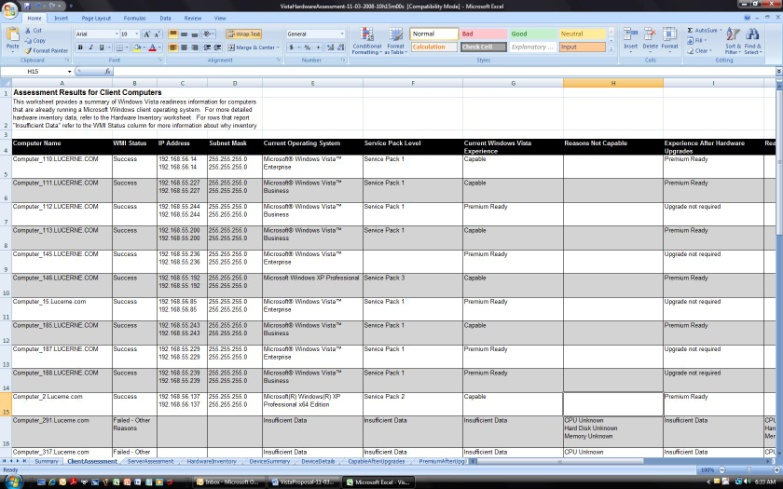 VistaHardwareAssessment-11-03-2008-10h15m00s [Compatibility Mode] - Microsoft Excel
Home Insert Page Layout Formulas Data Review View
Paste Cut Copy Format Painter
Clipboard
Arial 10
Font
Wrap Text
Merge & Center
Alignment
General
Number
Conditional Formatting Format as Table
Normal Bad Good Neutral
Calculation Check Cell Explanatory... Input
Styles
Insert Delete Format
Cells
AutoSum
Fill
Clear
Sort & Filter Find & Select
Editing
H15
A B C D E F G H I
1 Assessment Results for Client Computers
This worksheet provides a summary of Windows Vista readiness information for computers
that are already running a Microsoft Windows client operating system. For more detailed
hardware inventory data, refer to the Hardware Inventory worksheet. For rows that report
2 "Insufficient Data" refer to the WMI Status column for more information about why inventory
3
4 Computer Name WMI Status IP Address Subnet Mask Current Operating System Service Pack Level Current Windows Vista Experience Reasons Not Capable Experience After Hardware Upgrades
5 Computer_110.LUCERNE.COM Success 192.168.56.14 192.168.56.14 255.255.255.0 255.255.255.0 Microsoft® Windows Vista™ Enterprise Service Pack 1 Capable Premium Ready
6 Computer_111.LUCERNE.COM Success 192.168.55.227 192.168.55.227 255.255.255.0 255.255.255.0 Microsoft® Windows Vista™ Business Service Pack 1 Capable Premium Ready
7 Computer_112.LUCERNE.COM Success 192.168.55.244 192.168.55.244 255.255.255.0 255.255.255.0 Microsoft® Windows Vista™ Business Service Pack 1 Premium Ready Upgrade not required
8 Computer_113.LUCERNE.COM Success 192.168.55.200 192.168.55.200 255.255.255.0 255.255.255.0 Microsoft® Windows Vista™ Business Service Pack 1 Capable Premium Ready
9 Computer_145.LUCERNE.COM Success 192.168.55.236 192.168.55.236 255.255.255.0 255.255.255.0 Microsoft® Windows Vista™ Enterprise Service Pack 1 Premium Ready Upgrade not required
10 Computer_146.LUCERNE.COM Success 192.168.55.192 192.168.55.192 255.255.255.0 255.255.255.0 Microsoft Windows XP Professional Service Pack 3 Capable Premium Ready
11 Computer_15.Lucerne.com Success 192.168.56.85 192.168.56.85 255.255.255.0 255.255.255.0 Microsoft® Windows Vista™ Enterprise Service Pack 1 Premium Ready Upgrade not required
12 Computer_185.LUCERNE.COM Success 192.168.55.243 192.168.55.243 255.255.255.0 255.255.255.0 Microsoft® Windows Vista™ Business Service Pack 1 Capable Premium Ready
13 Computer_187.LUCERNE.COM Success 192.168.55.229 192.168.55.229 255.255.255.0 255.255.255.0 Microsoft® Windows Vista™ Enterprise Service Pack 1 Premium Ready Upgrade not required
14 Computer_188.LUCERNE.COM Success 192.168.55.239 192.168.55.239 255.255.255.0 255.255.255.0 Microsoft® Windows Vista™ Business Service Pack 1 Premium Ready Upgrade not required
15 Computer_2.Lucerne.com Success 192.168.56.137 192.168.56.137 255.255.255.0 255.255.255.0 Microsoft(R) Windows(R) XP Professional x64 Edition Service Pack 2 Capable Premium Ready
16 Computer_291.Lucerne.com Failed - Other Reasons Insufficient Data Insufficient Data Insufficient Data CPU Unknown Hard Disk Unknown Memory Unknown Insufficient Data
Computer_317.Lucerne.com Failed - Other Insufficient Data Insufficient Data Insufficient Data CPU Unknown Insufficient Data
Summary ClientAssessment ServerAssessment HardwareInventory DeviceSummary DeviceDetails CapableAfterUpgrades PremiumAfterUpg
Ready 100%
Inbox - Microsoft O... VistaProposal-11-03... Microsoft Excel - Vis... 6:33 AM